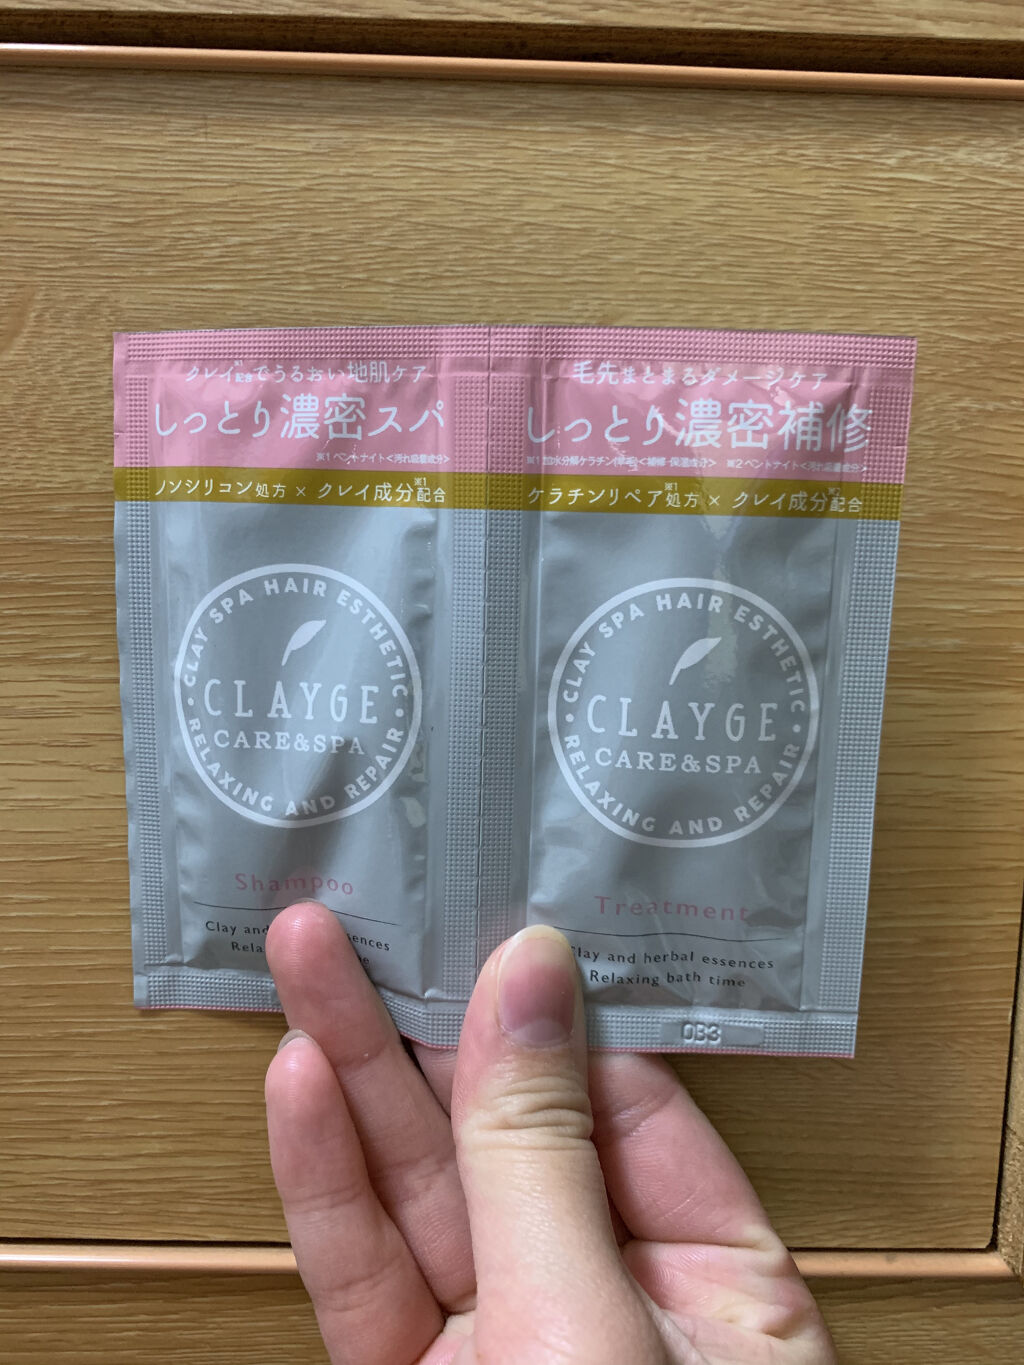 クレイ※1配合でうるおい地肌ケア
しっとり濃密スパ
※1 ベントナイト<汚れ吸着成分>
ノンシリコン処方 × クレイ成分※1配合
CLAY SPA HAIR ESTHETIC
CLAYGE
CARE&SPA
RELAXING AND REPAIR
Shampoo
Clay and
毛先まとまるダメージケア
しっとり濃密補修
※1 加水分解ケラチン(羊毛)<補修・保湿成分> ※2 ベントナイト<汚れ吸着成分>
ケラチンリペア※1処方 × クレイ成分※2配合
CLAY SPA HAIR ESTHETIC
CLAYGE
CARE&SPA
RELAXING AND REPAIR
Treatment
Clay and herbal essences
Relaxing bath time
0B3